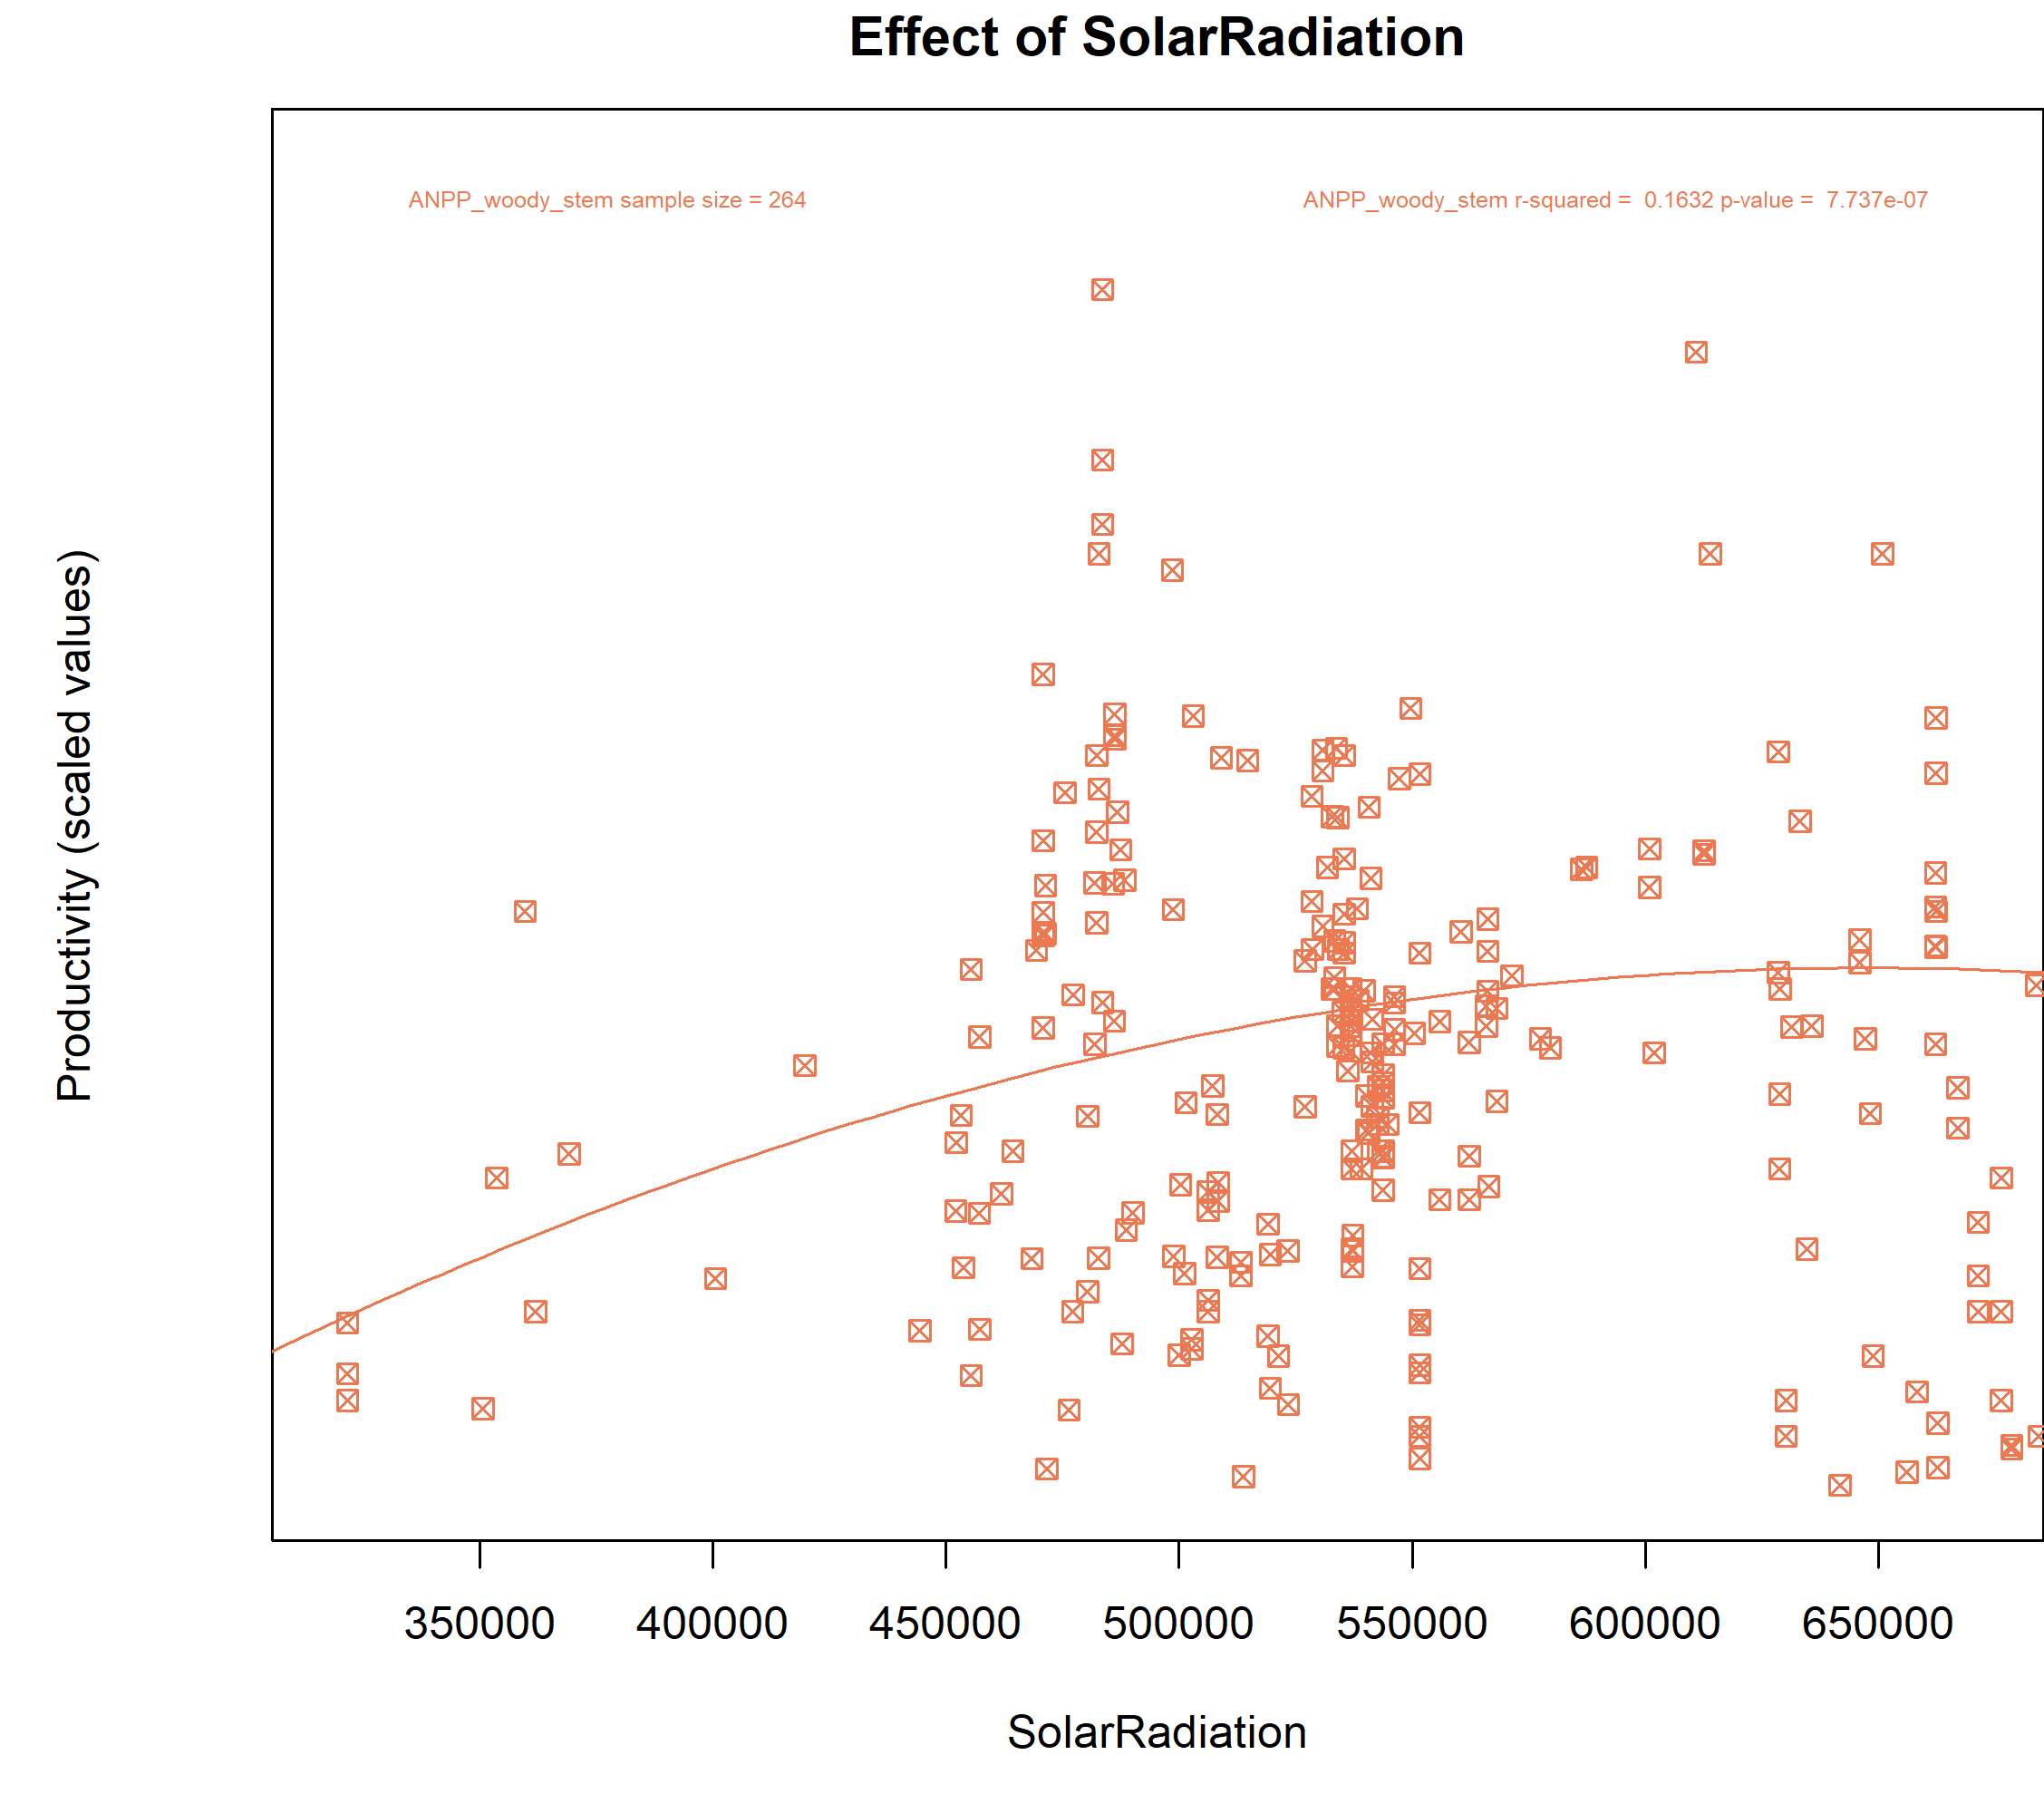 Effect of SolarRadiation
ANPP_woody_stem sample size = 264
ANPP_woody_stem r-squared =  0.1632 p-value =  7.737e-07
Productivity (scaled values)
350000 400000 450000 500000 550000 600000 650000
SolarRadiation